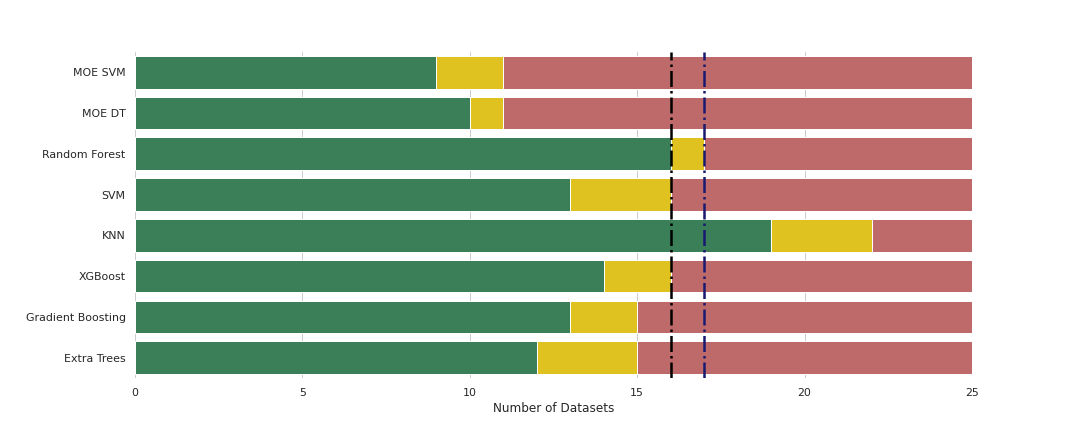 MOE SVM
MOE DT
Random Forest
SVM
KNN
XGBoost
Gradient Boosting
Extra Trees
0 5 10 15 20 25
Number of Datasets